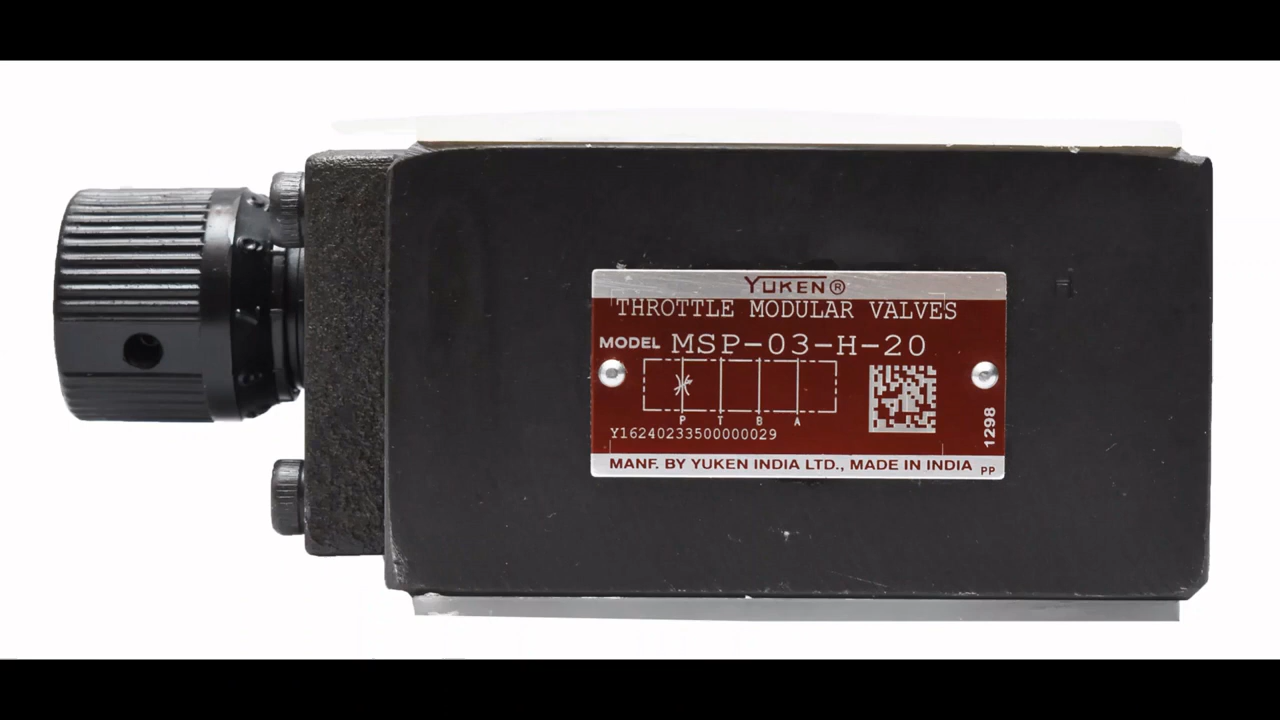 YUKEN®
THROTTLE MODULAR VALVES
MODEL MSP-03-H-20
P T B A
Y16240233500000029
1298
MANF. BY YUKEN INDIA LTD., MADE IN INDIA PP